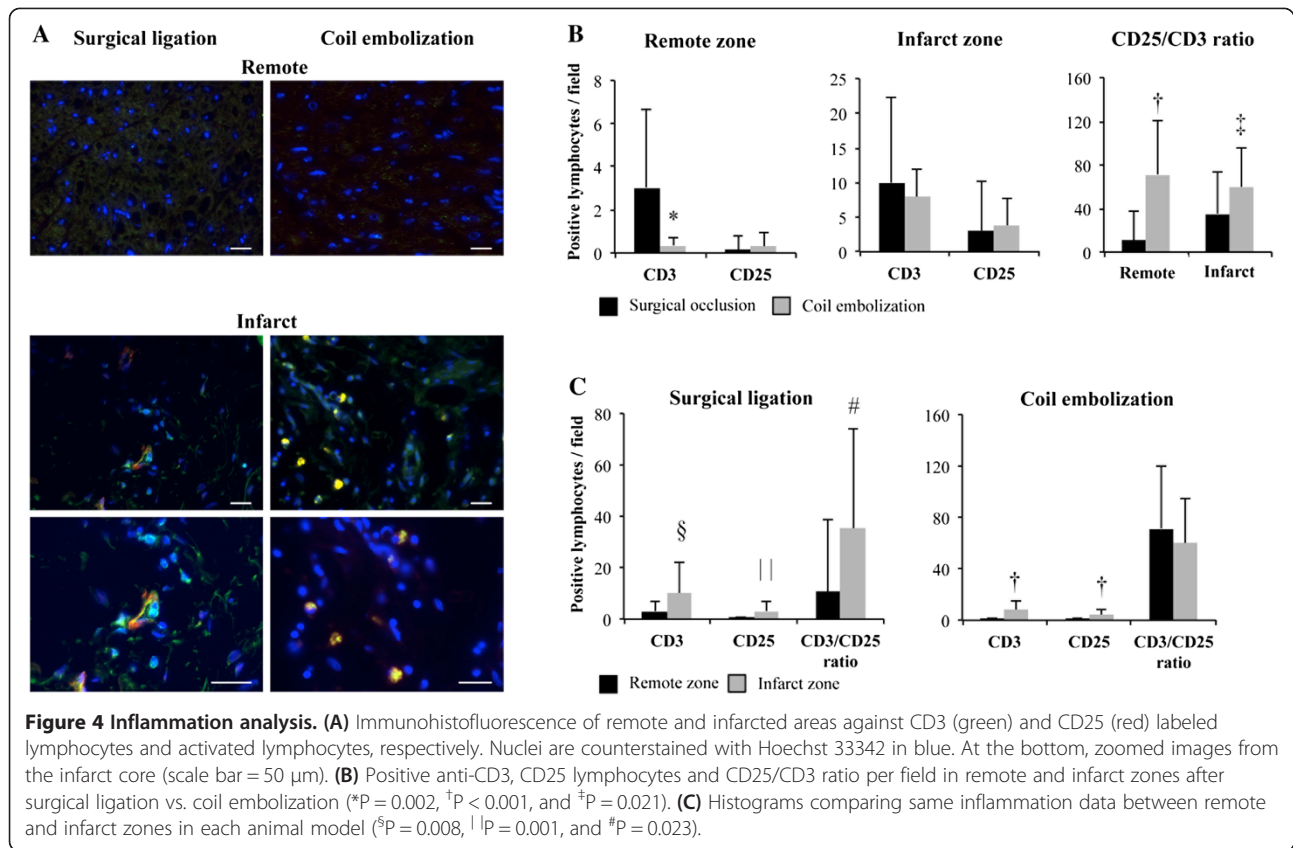 A
Surgical ligation
Coil embolization
Remote
Infarct
B
Remote zone
Infarct zone
CD25/CD3 ratio
Positive lymphocytes / field
8
6
4
2
0
*
CD3
CD25
25
20
15
10
5
0
CD3
CD25
160
120
80
40
0
†
‡
Remote
Infarct
Surgical occlusion
Coil embolization
C
Surgical ligation
Coil embolization
Positive lymphocytes / field
80
60
40
20
0
§
||
#
CD3
CD25
CD3/CD25
ratio
160
120
80
40
0
†
†
CD3
CD25
CD3/CD25
ratio
Remote zone
Infarct zone
Figure 4 Inflammation analysis. (A) Immunohistofluorescence of remote and infarcted areas against CD3 (green) and CD25 (red) labeled
lymphocytes and activated lymphocytes, respectively. Nuclei are counterstained with Hoechst 33342 in blue. At the bottom, zoomed images from
the infarct core (scale bar = 50 μm). (B) Positive anti-CD3, CD25 lymphocytes and CD25/CD3 ratio per field in remote and infarct zones after
surgical ligation vs. coil embolization (*P = 0.002, †P < 0.001, and ‡P = 0.021). (C) Histograms comparing same inflammation data between remote
and infarct zones in each animal model (§P = 0.008, ||P = 0.001, and #P = 0.023).